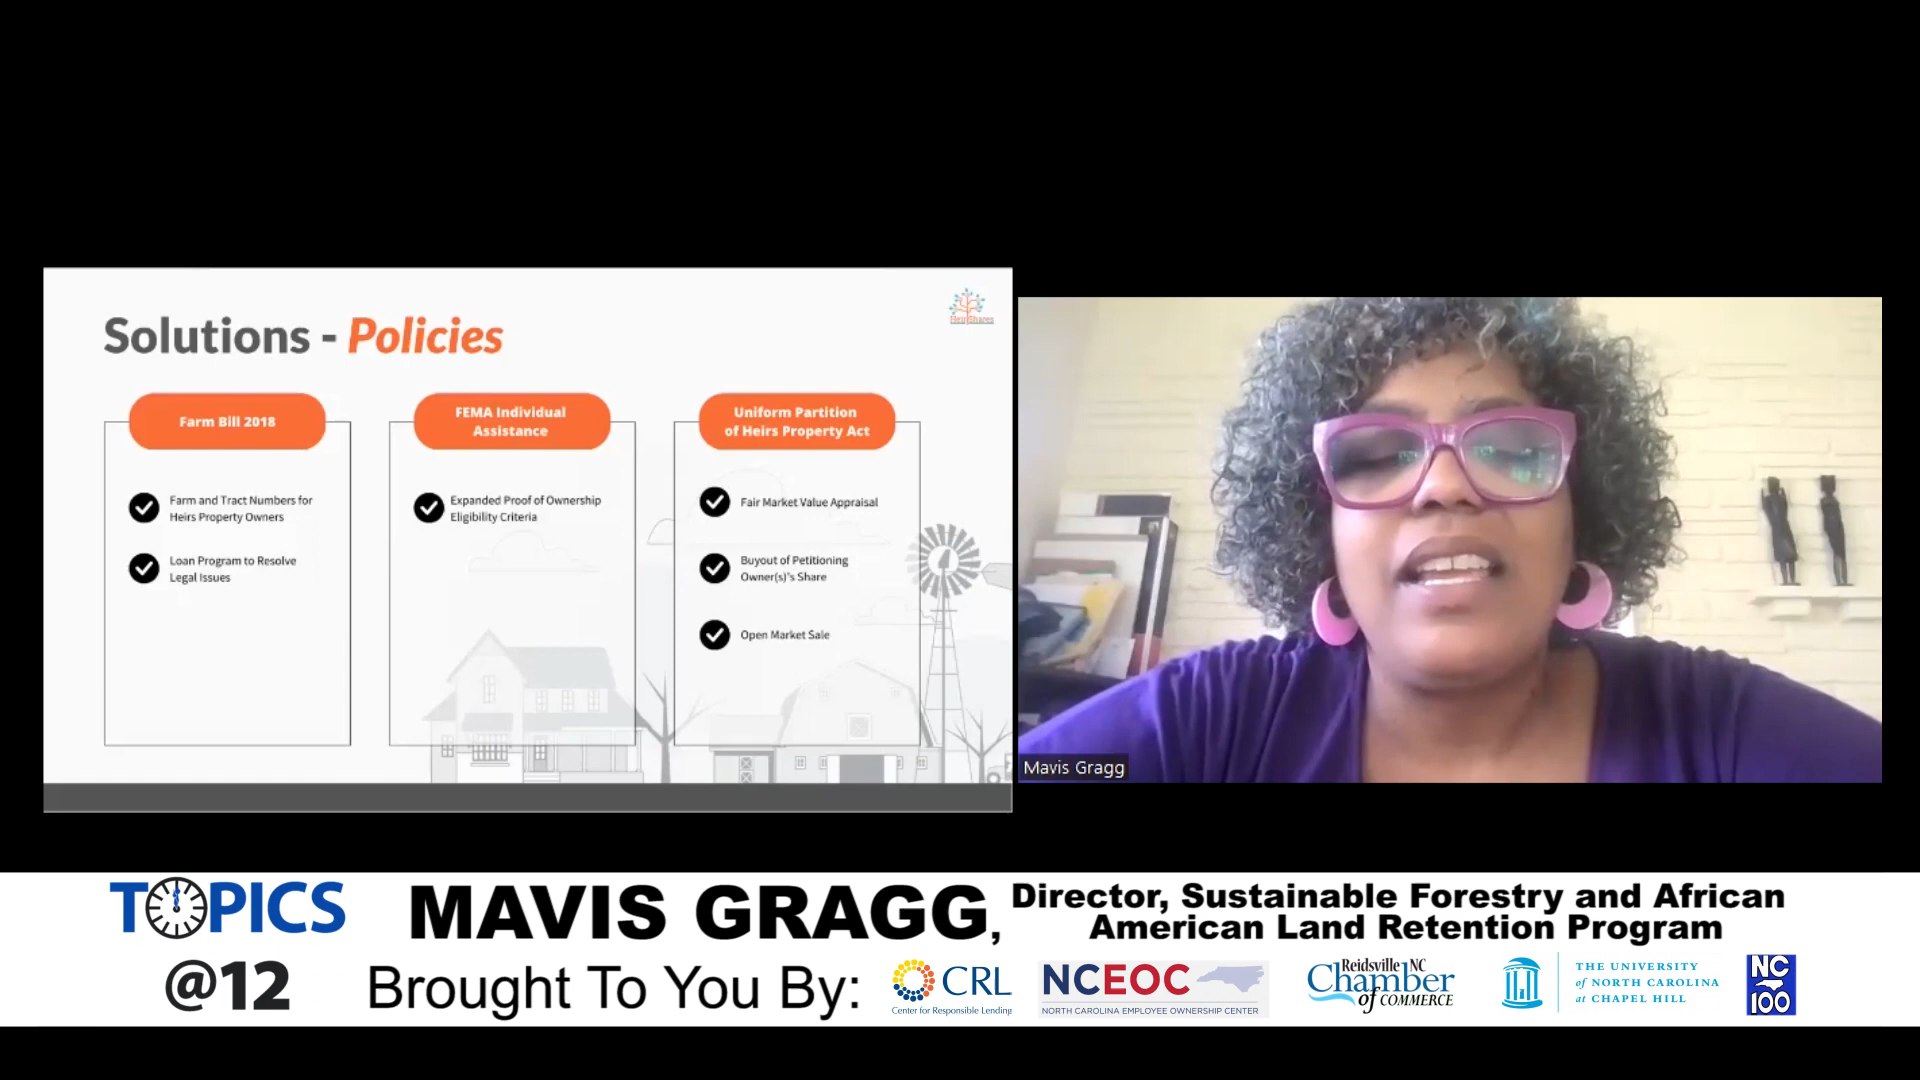 HeirShares
Solutions - Policies
Farm Bill 2018
Farm and Tract Numbers for
Heirs Property Owners
Loan Program to Resolve
Legal Issues
FEMA Individual
Assistance
Expanded Proof of Ownership
Eligibility Criteria
Uniform Partition
of Heirs Property Act
Fair Market Value Appraisal
Buyout of Petitioning
Owner(s)'s Share
Open Market Sale
Mavis Gragg
TOPICS
@12
MAVIS GRAGG,
Director, Sustainable Forestry and African
American Land Retention Program
Brought To You By:
CRL
Center for Responsible Lending
NCEOC
NORTH CAROLINA EMPLOYEE OWNERSHIP CENTER
Reidsville NC
Chamber
of COMMERCE
THE UNIVERSITY
of NORTH CAROLINA
at CHAPEL HILL
NC
100